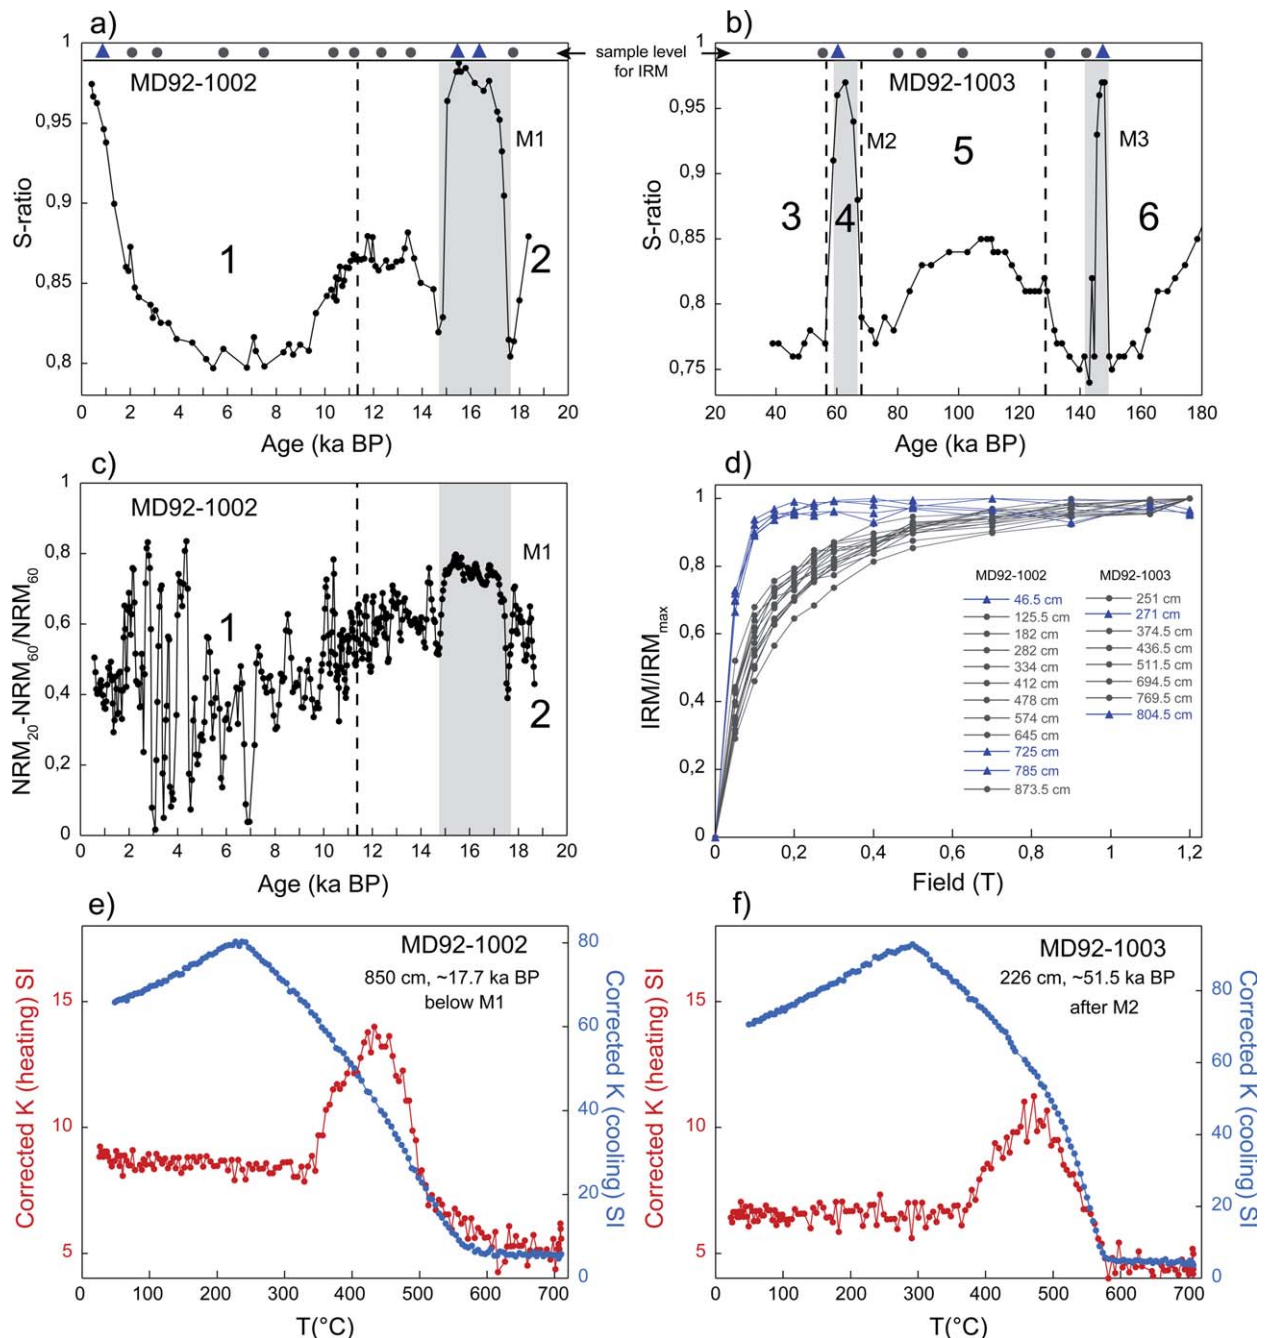 a)
b)
sample level
for IRM
MD92-1002
MD92-1003
M1
M2
M3
1
2
3
4
5
6
S-ratio
1
0,95
0,9
0,85
0,8
0 2 4 6 8 10 12 14 16 18 20
Age (ka BP)
S-ratio
1
0,95
0,9
0,85
0,8
0,75
20 40 60 80 100 120 140 160 180
Age (ka BP)
c)
MD92-1002
M1
1
2
NRM20-NRM60/NRM60
1
0,8
0,6
0,4
0,2
0
0 2 4 6 8 10 12 14 16 18 20
Age (ka BP)
d)
IRM/IRMmax
1
0,8
0,6
0,4
0,2
0
0 0,2 0,4 0,6 0,8 1 1,2
Field (T)
MD92-1002
46.5 cm
125.5 cm
182 cm
282 cm
334 cm
412 cm
478 cm
574 cm
645 cm
725 cm
785 cm
873.5 cm
MD92-1003
251 cm
271 cm
374.5 cm
436.5 cm
511.5 cm
694.5 cm
769.5 cm
804.5 cm
e)
MD92-1002
850 cm, ~17.7 ka BP
below M1
Corrected K (heating) SI
15
10
5
Corrected K (cooling) SI
80
60
40
20
0
0 100 200 300 400 500 600 700
T(°C)
f)
MD92-1003
226 cm, ~51.5 ka BP
after M2
Corrected K (heating) SI
15
10
5
Corrected K (cooling) SI
80
60
40
20
0
0 100 200 300 400 500 600 700
T(°C)